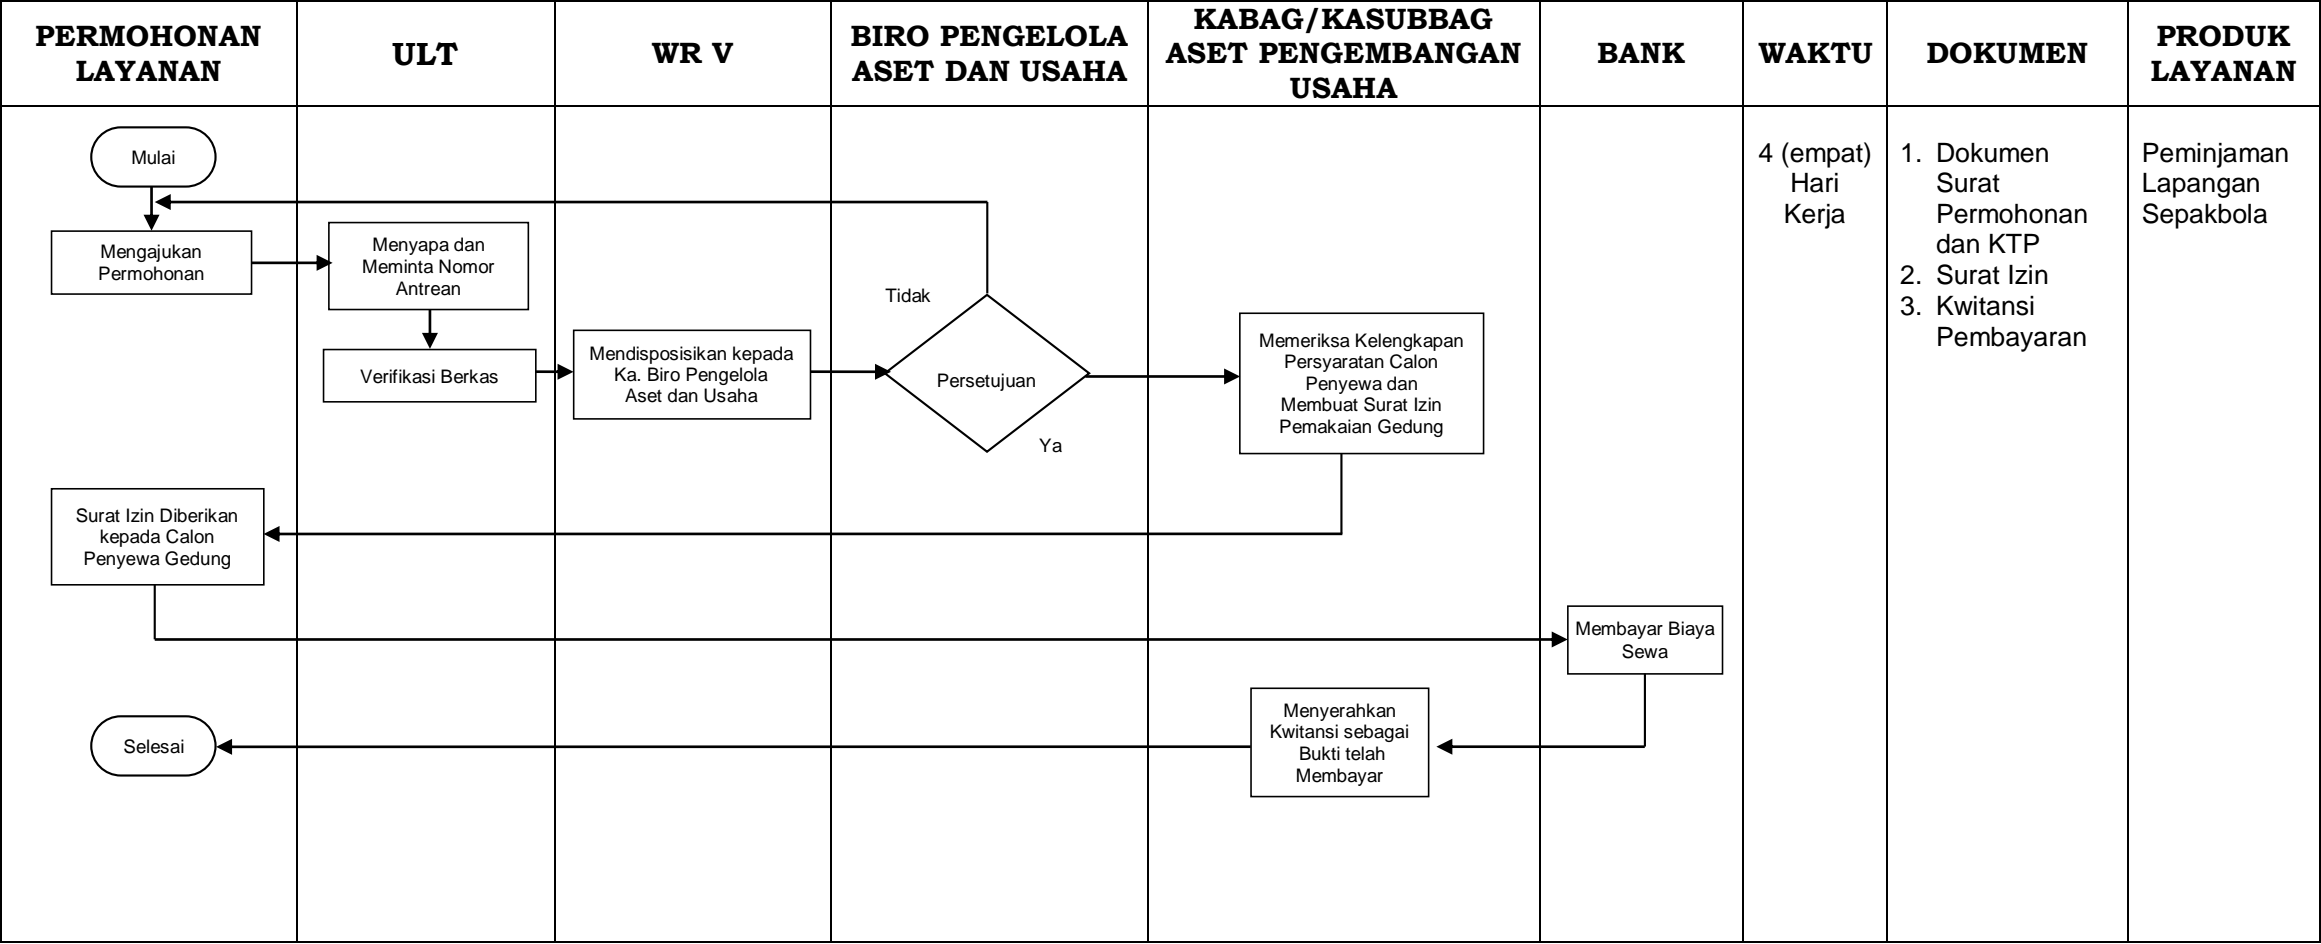 PERMOHONAN
LAYANAN
ULT
WR V
BIRO PENGELOLA
ASET DAN USAHA
KABAG/KASUBBAG
ASET PENGEMBANGAN
USAHA
BANK
WAKTU
DOKUMEN
PRODUK
LAYANAN
Mulai
Mengajukan
Permohonan
Menyapa dan
Meminta Nomor
Antrean
Verifikasi Berkas
Mendisposisikan kepada
Ka. Biro Pengelola
Aset dan Usaha
Tidak
Persetujuan
Ya
Memeriksa Kelengkapan
Persyaratan Calon
Penyewa dan
Membuat Surat Izin
Pemakaian Gedung
Surat Izin Diberikan
kepada Calon
Penyewa Gedung
Membayar Biaya
Sewa
Menyerahkan
Kwitansi sebagai
Bukti telah
Membayar
Selesai
4 (empat)
Hari
Kerja
1. Dokumen
Surat
Permohonan
dan KTP
2. Surat Izin
3. Kwitansi
Pembayaran
Peminjaman
Lapangan
Sepakbola